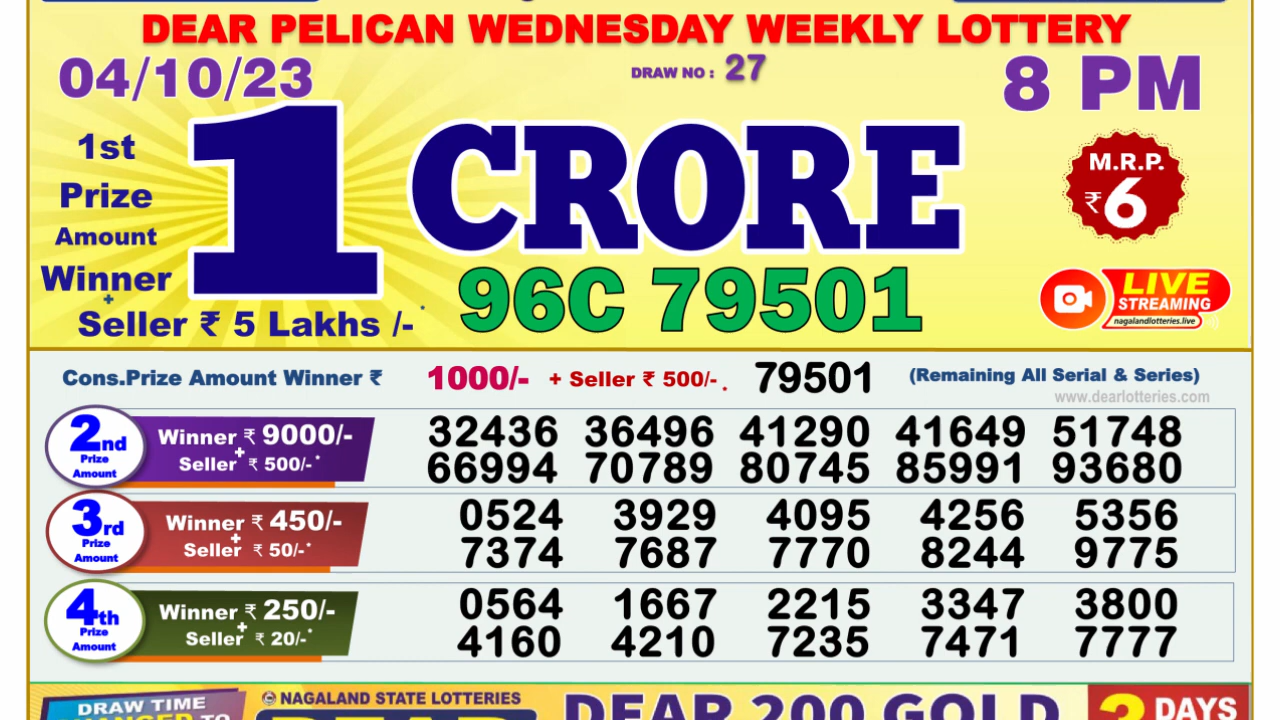 DEAR PELICAN WEDNESDAY WEEKLY LOTTERY
04/10/23
DRAW NO : 27
8 PM
1st
Prize
Amount
Winner
+
Seller ₹ 5 Lakhs /- *
1 CRORE
96C 79501
M.R.P.
₹ 6
LIVE
STREAMING
nagalandlotteries.live
Cons.Prize Amount Winner ₹ 1000/- + Seller ₹ 500/- . 79501 (Remaining All Serial & Series)
www.dearlotteries.com
2nd
Prize
Amount
Winner ₹ 9000/-
+
Seller ₹ 500/- *
32436 36496 41290 41649 51748
66994 70789 80745 85991 93680
3rd
Prize
Amount
Winner ₹ 450/-
+
Seller ₹ 50/- *
0524 3929 4095 4256 5356
7374 7687 7770 8244 9775
4th
Prize
Amount
Winner ₹ 250/-
+
Seller ₹ 20/- *
0564 1667 2215 3347 3800
4160 4210 7235 7471 7777
DRAW TIME
NAGALAND STATE LOTTERIES
DEAR 200 GOLD
DAYS